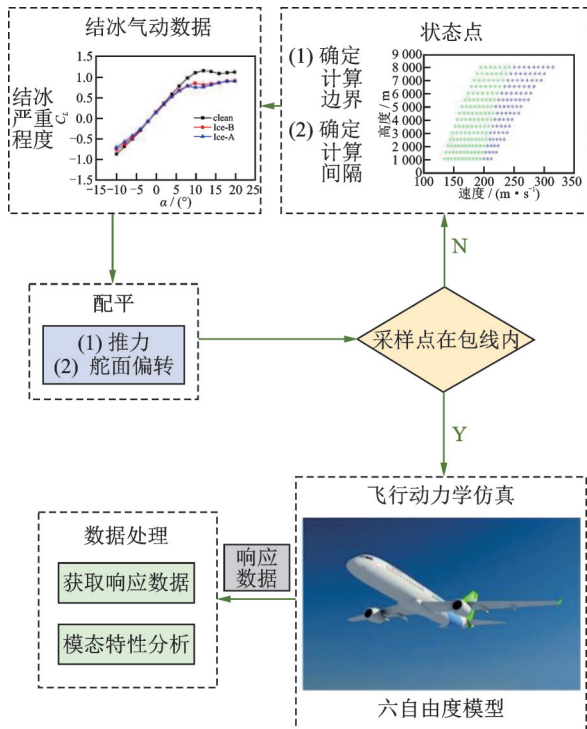 结冰气动数据
结冰
严重
程度
C_L
1.5
1.0
0.5
0.0
-0.5
-1.0
-1.5
clean
Ice-B
Ice-A
-15 -10 -5 0 5 10 15 20 25
α / (°)
状态点
(1) 确定
计算
边界
(2) 确定
计算
间隔
高度 / m
9 000
8 000
7 000
6 000
5 000
4 000
3 000
2 000
1 000
0
100 150 200 250 300 350
速度 / (m · s⁻¹)
配平
(1) 推力
(2) 舵面偏转
采样点在包线内
N
Y
飞行动力学仿真
六自由度模型
响应
数据
数据处理
获取响应数据
模态特性分析